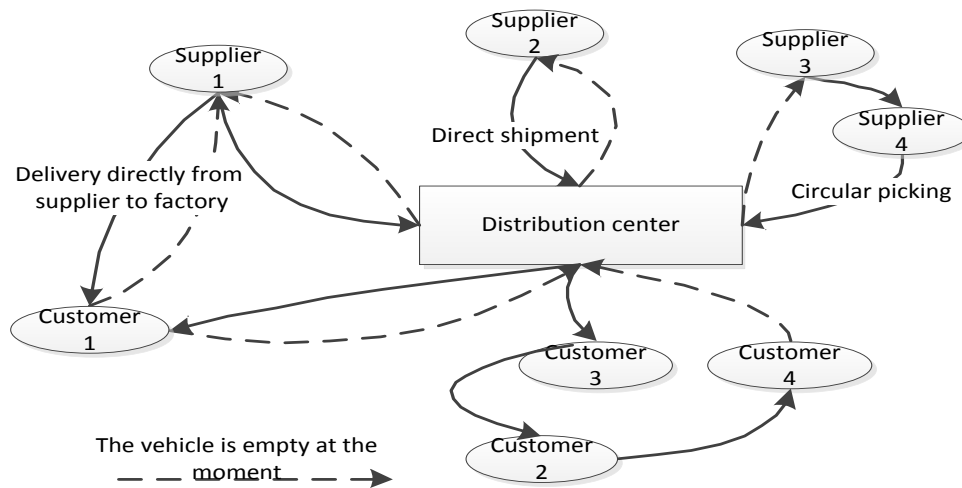 Supplier
1
Supplier
2
Supplier
3
Supplier
4
Direct shipment
Delivery directly from
supplier to factory
Circular picking
Distribution center
Customer
1
Customer
3
Customer
4
Customer
2
The vehicle is empty at the
moment